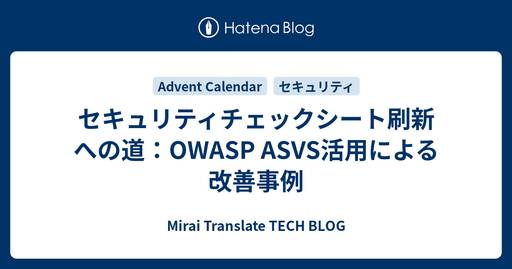 Hatena Blog
Advent Calendar セキュリティ
セキュリティチェックシート刷新
への道：OWASP ASVS活用による
改善事例
Mirai Translate TECH BLOG